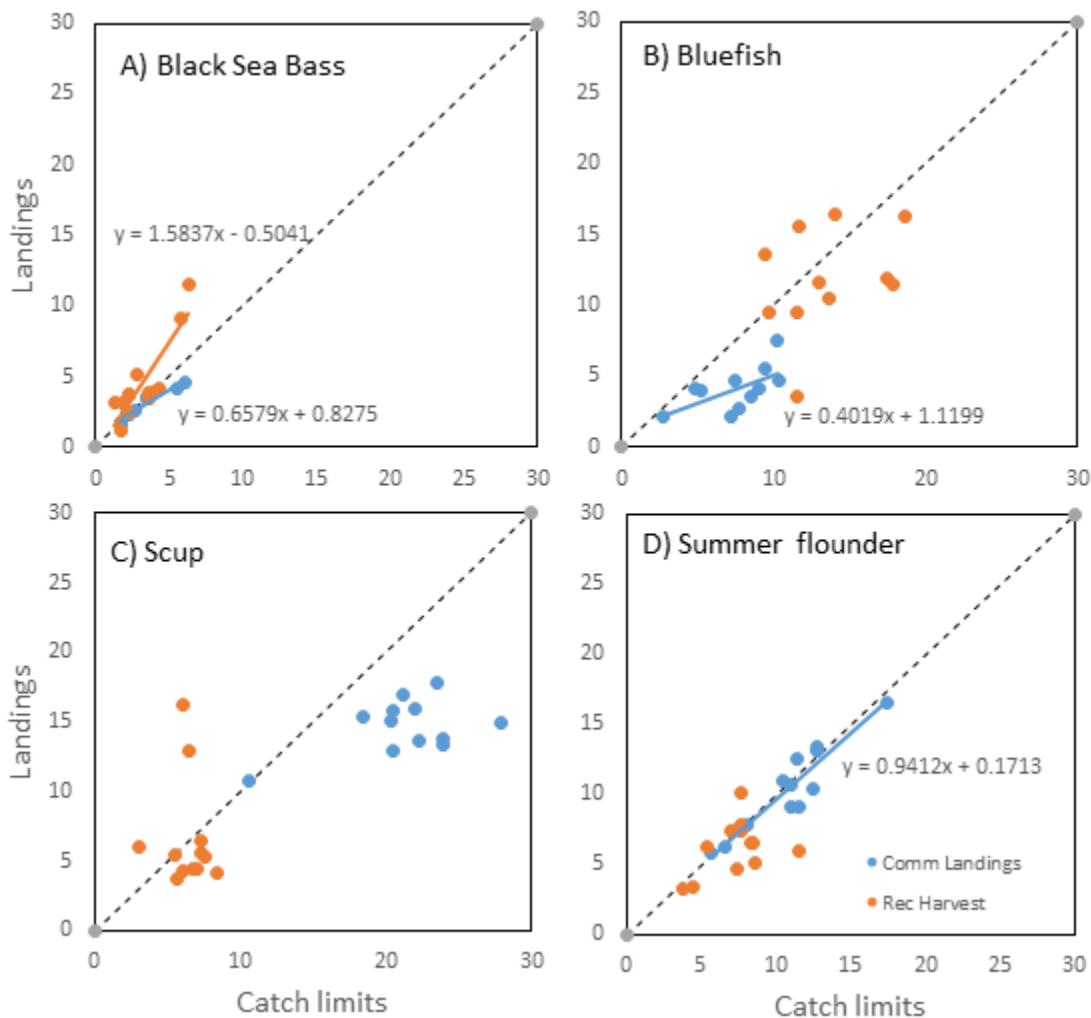 A) Black Sea Bass
30
25
20
15
10
5
0
Landings
y = 1.5837x - 0.5041
y = 0.6579x + 0.8275
0 5 10 15 20 25 30
B) Bluefish
30
25
20
15
10
5
0
y = 0.4019x + 1.1199
0 10 20 30
C) Scup
30
25
20
15
10
5
0
Landings
0 10 20 30
Catch limits
D) Summer flounder
30
25
20
15
10
5
0
y = 0.9412x + 0.1713
Comm Landings
Rec Harvest
0 5 10 15 20 25 30
Catch limits